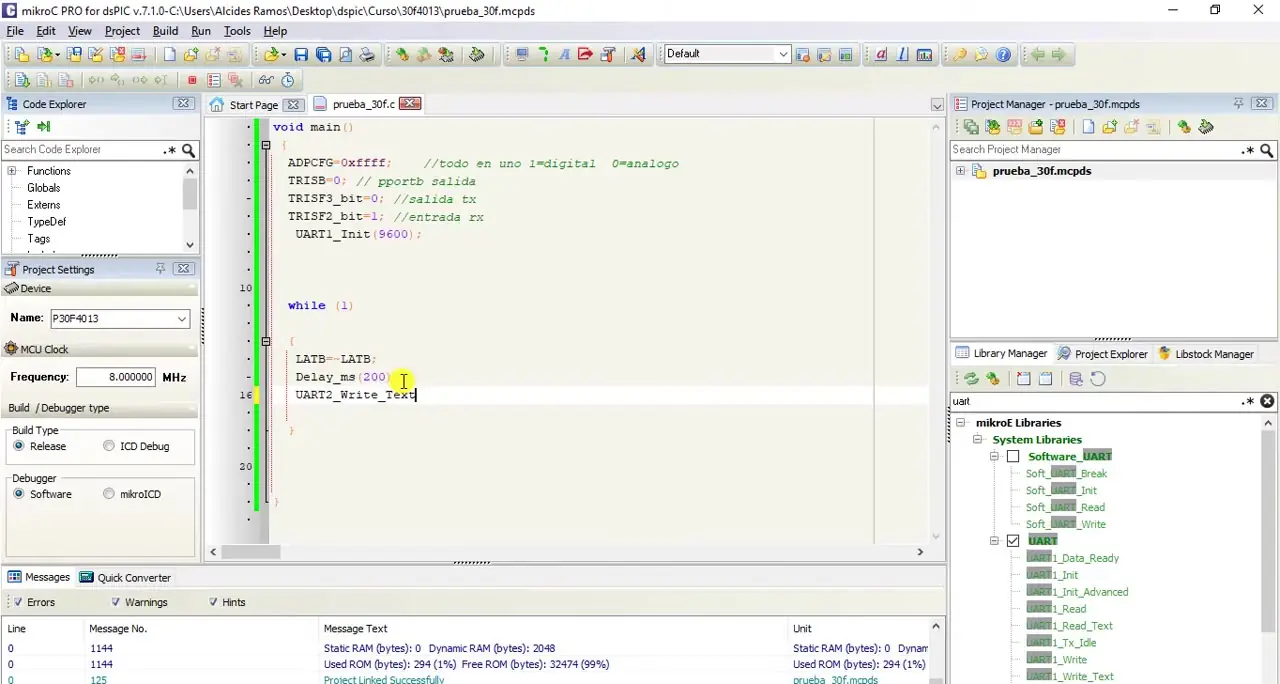 mikroC PRO for dsPIC v.7.1.0-C:\Users\Alcides Ramos\Desktop\dspic\Curso\30f4013\prueba_30f.mcpds
File Edit View Project Build Run Tools Help
Default
Code Explorer
Start Page
prueba_30f.c
Project Manager - prueba_30f.mcpds
Search Code Explorer
Search Project Manager
Functions
Globals
Externs
TypeDef
Tags
prueba_30f.mcpds
Project Settings
Device
Name: P30F4013
MCU Clock
Frequency: 8.000000 MHz
Build / Debugger type
Build Type
Release ICD Debug
Debugger
Software mikroICD
void main()
{
ADPCFG=0xffff; //todo en uno 1=digital 0=analogo
TRISB=0; // pportb salida
TRISF3_bit=0; //salida tx
TRISF2_bit=1; //entrada rx
UART1_Init(9600);
10
while (1)
{
LATB=~LATB;
Delay_ms(200)
16 UART2_Write_Text
}
20
}
Library Manager Project Explorer Libstock Manager
uart
mikroE Libraries
System Libraries
Software_UART
Soft_UART_Break
Soft_UART_Init
Soft_UART_Read
Soft_UART_Write
UART
UART1_Data_Ready
UART1_Init
UART1_Init_Advanced
UART1_Read
UART1_Read_Text
UART1_Tx_Idle
UART1_Write
UART1_Write_Text
Messages Quick Converter
Errors Warnings Hints
Line Message No. Message Text Unit
0 1144 Static RAM (bytes): 0 Dynamic RAM (bytes): 2048 Static RAM (bytes): 0 Dynam
0 1144 Used ROM (bytes): 294 (1%) Free ROM (bytes): 32474 (99%) Used ROM (bytes): 294 (1%)
0 125 Project Linked Successfully prueba_30f.mcpds